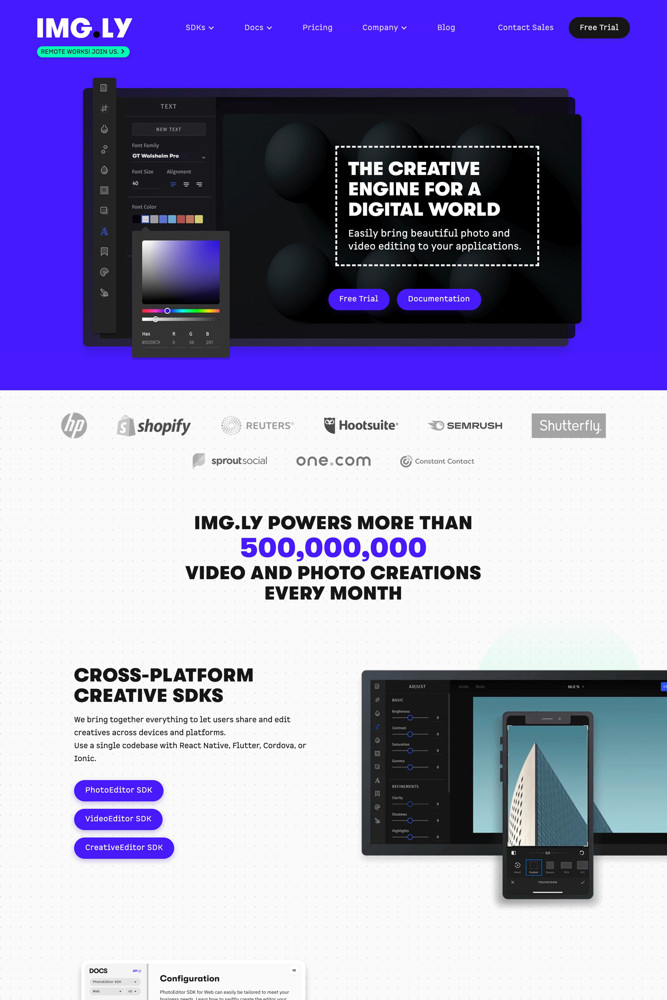 IMG.LY
SDKs Docs Pricing Company Blog Contact Sales Free Trial
REMOTE WORKS! JOIN US.
TEXT
NEW TEXT
Font Family
GT Walsheim Pro
Font Size Alignment
40
Font Color
Hex R G B
THE CREATIVE
ENGINE FOR A
DIGITAL WORLD
Easily bring beautiful photo and
video editing to your applications.
Free Trial Documentation
hp shopify REUTERS Hootsuite SEMRUSH Shutterfly.
sproutsocial one.com Constant Contact
IMG.LY POWERS MORE THAN
500,000,000
VIDEO AND PHOTO CREATIONS
EVERY MONTH
CROSS-PLATFORM
CREATIVE SDKS
We bring together everything to let users share and edit
creatives across devices and platforms.
Use a single codebase with React Native, Flutter, Cordova, or
Ionic.
PhotoEditor SDK
VideoEditor SDK
CreativeEditor SDK
ADJUST
BASIC
Brightness
Contrast
Saturation
Gamma
REFINEMENTS
Clarity
Shadows
Highlights
TRANSFORM
DOCS
PhotoEditor SDK
Web
Configuration
PhotoEditor SDK for Web can easily be tailored to meet your
business needs. Learn how to swiftly create the editor your